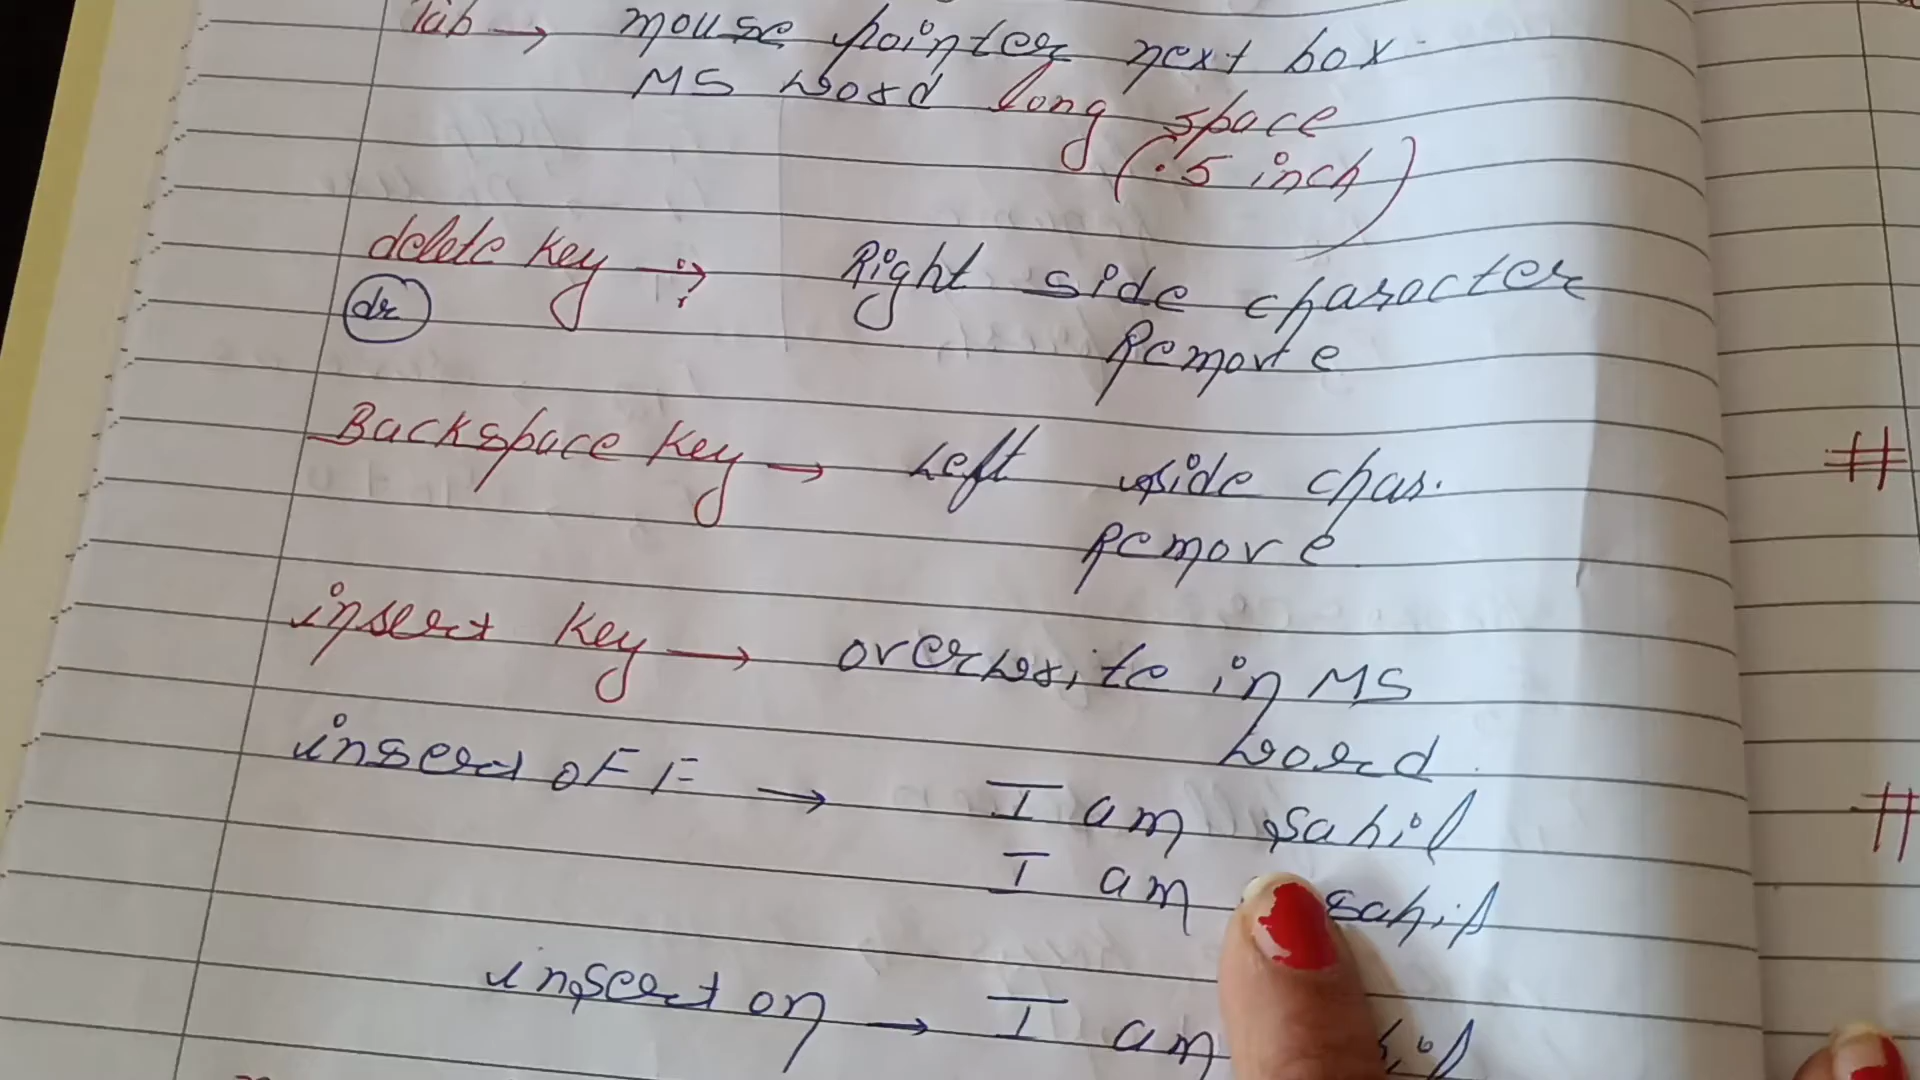 Tab → mouse pointer next box.
MS word long space
(.5 inch)
delete key → Right side character
Remove
Backspace key → Left side char.
Remove
insert key → overwrite in MS
word.
insert oFF → I am sahil
I am sahil
insert on → I am
#
#